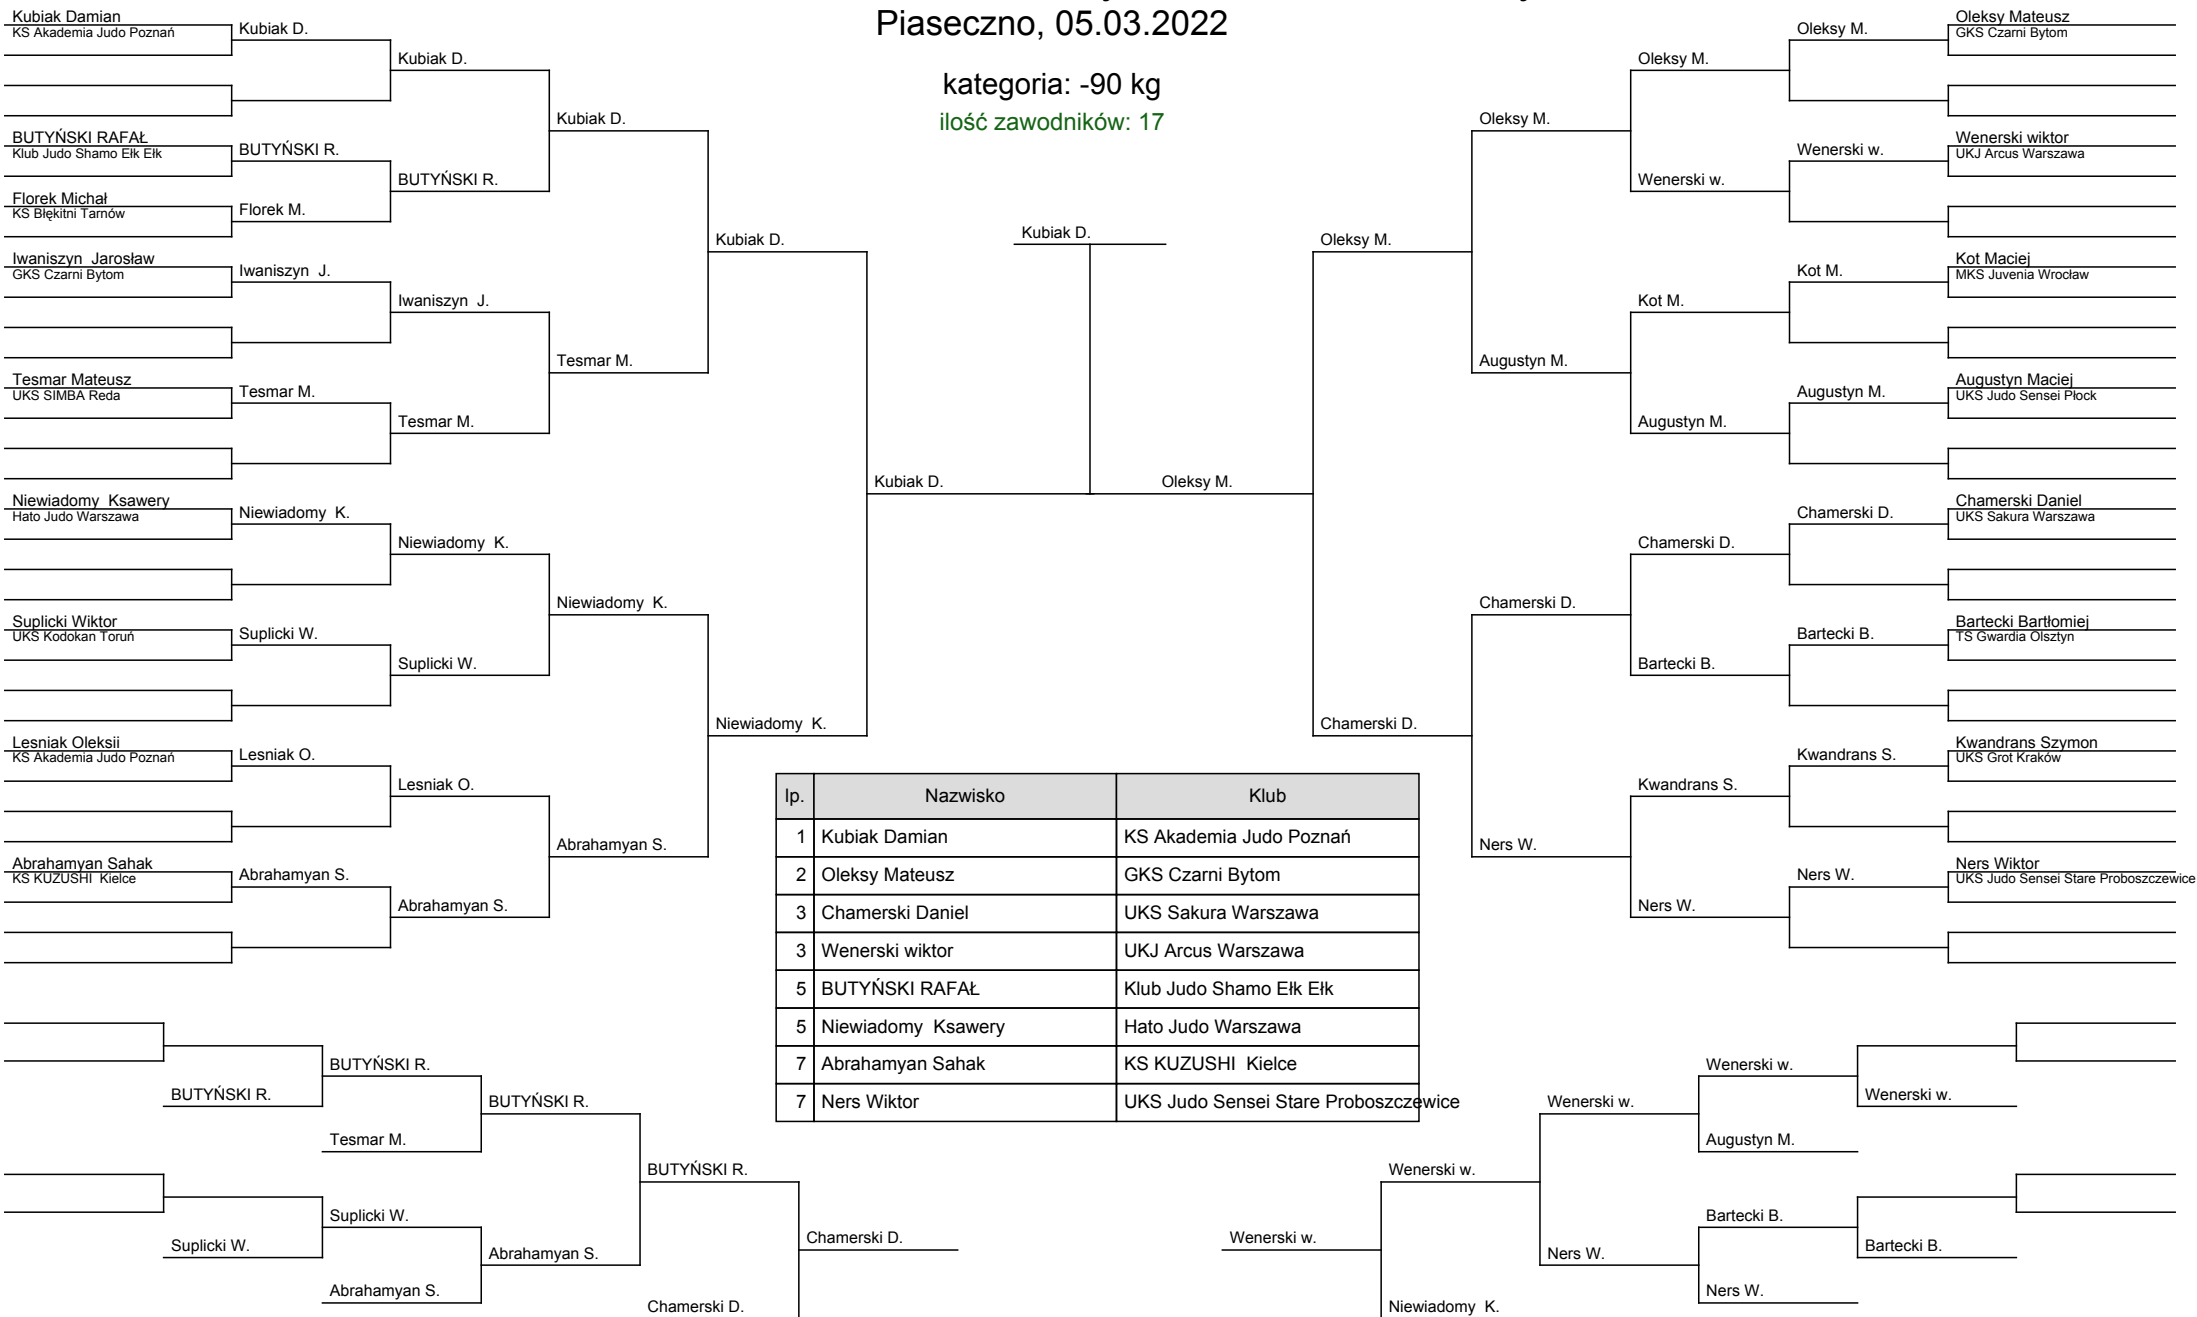 Piaseczno, 05.03.2022
kategoria: -90 kg
ilość zawodników: 17
Kubiak Damian
KS Akademia Judo Poznań
BUTYŃSKI RAFAŁ
Klub Judo Shamo Ełk Ełk
Florek Michał
KS Błękitni Tarnów
Iwaniszyn  Jarosław
GKS Czarni Bytom
Tesmar Mateusz
UKS SIMBA Reda
Niewiadomy  Ksawery
Hato Judo Warszawa
Suplicki Wiktor
UKS Kodokan Toruń
Lesniak Oleksii
KS Akademia Judo Poznań
Abrahamyan Sahak
KS KUZUSHI  Kielce
Kubiak D.
BUTYŃSKI R.
Florek M.
Iwaniszyn  J.
Tesmar M.
Niewiadomy  K.
Suplicki W.
Lesniak O.
Abrahamyan S.
Kubiak D.
BUTYŃSKI R.
Iwaniszyn  J.
Tesmar M.
Niewiadomy  K.
Suplicki W.
Lesniak O.
Abrahamyan S.
Kubiak D.
Tesmar M.
Niewiadomy  K.
Abrahamyan S.
Kubiak D.
Niewiadomy  K.
Kubiak D.
Kubiak D.
Oleksy M.
Oleksy M.
Chamerski D.
Oleksy M.
Augustyn M.
Chamerski D.
Ners W.
Oleksy M.
Wenerski w.
Kot M.
Augustyn M.
Chamerski D.
Bartecki B.
Kwandrans S.
Ners W.
Oleksy M.
Wenerski w.
Kot M.
Augustyn M.
Chamerski D.
Bartecki B.
Kwandrans S.
Ners W.
Oleksy Mateusz
GKS Czarni Bytom
Wenerski wiktor
UKJ Arcus Warszawa
Kot Maciej
MKS Juvenia Wrocław
Augustyn Maciej
UKS Judo Sensei Płock
Chamerski Daniel
UKS Sakura Warszawa
Bartecki Bartłomiej
TS Gwardia Olsztyn
Kwandrans Szymon
UKS Grot Kraków
Ners Wiktor
UKS Judo Sensei Stare Proboszczewice
lp. Nazwisko Klub
1 Kubiak Damian KS Akademia Judo Poznań
2 Oleksy Mateusz GKS Czarni Bytom
3 Chamerski Daniel UKS Sakura Warszawa
3 Wenerski wiktor UKJ Arcus Warszawa
5 BUTYŃSKI RAFAŁ Klub Judo Shamo Ełk Ełk
5 Niewiadomy  Ksawery Hato Judo Warszawa
7 Abrahamyan Sahak KS KUZUSHI  Kielce
7 Ners Wiktor UKS Judo Sensei Stare Proboszczewice
BUTYŃSKI R.
Suplicki W.
BUTYŃSKI R.
Tesmar M.
Suplicki W.
Abrahamyan S.
BUTYŃSKI R.
Abrahamyan S.
BUTYŃSKI R.
Chamerski D.
Chamerski D.
Wenerski w.
Wenerski w.
Niewiadomy  K.
Wenerski w.
Ners W.
Wenerski w.
Augustyn M.
Bartecki B.
Ners W.
Wenerski w.
Bartecki B.